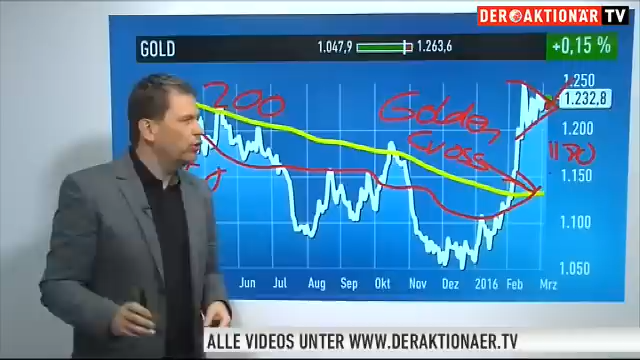 DER AKTIONÄR TV
GOLD
1.047,9 1.263,6
+0,15 %
1.250
1.232,8
200
Golden
Cross
1.200
1180
1.150
1.100
1.050
Jun Jul Aug Sep Okt Nov Dez 2016 Feb Mrz
ALLE VIDEOS UNTER WWW.DERAKTIONAER.TV